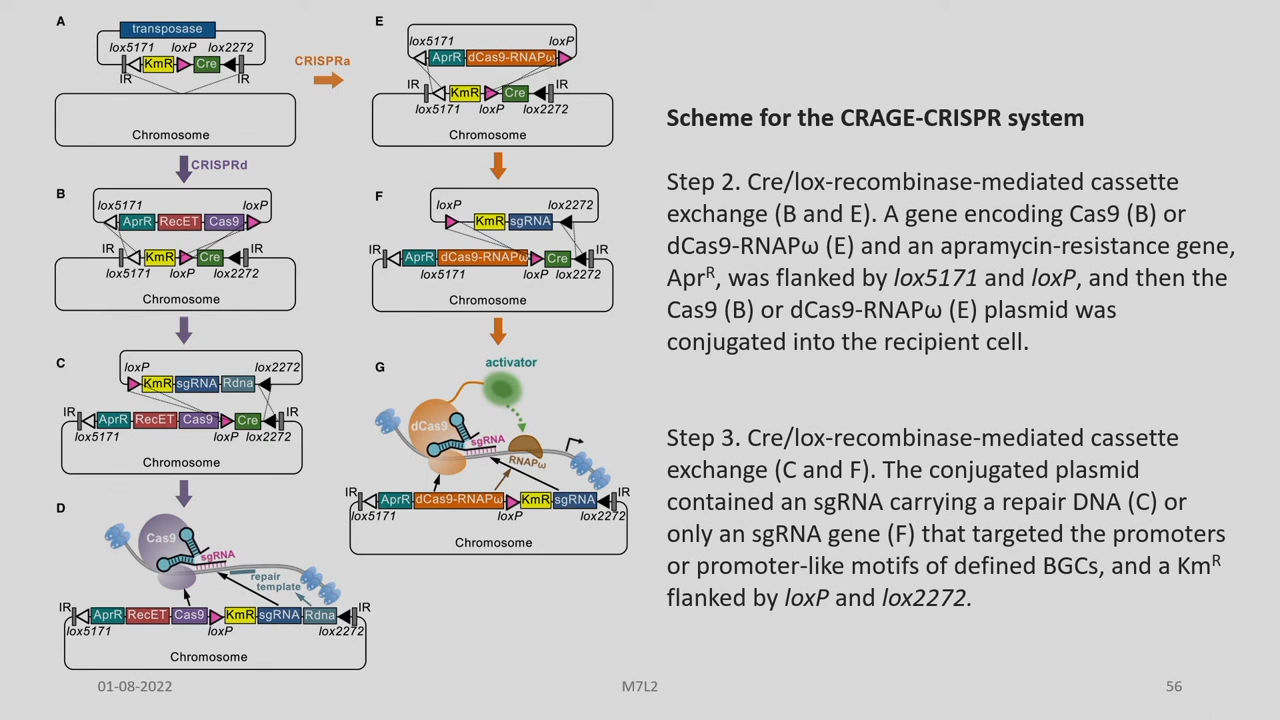 A
transposase
lox5171 loxP lox2272
KmR Cre
IR IR
Chromosome
CRISPRa
CRISPRd
B
lox5171 loxP
AprR RecET Cas9
IR IR
KmR Cre
lox5171 loxP lox2272
Chromosome
C
loxP lox2272
KmR sgRNA Rdna
IR IR
AprR RecET Cas9 Cre
lox5171 loxP lox2272
Chromosome
D
Cas9
sgRNA
repair
template
IR IR
AprR RecET Cas9 KmR sgRNA Rdna
lox5171 loxP lox2272
Chromosome
E
lox5171 loxP
AprR dCas9-RNAPω
IR IR
KmR Cre
lox5171 loxP lox2272
Chromosome
F
loxP lox2272
KmR sgRNA
IR IR
AprR dCas9-RNAPω Cre
lox5171 loxP lox2272
Chromosome
G
activator
dCas9
sgRNA
RNAPω
IR IR
AprR dCas9-RNAPω KmR sgRNA
lox5171 loxP lox2272
Chromosome
Scheme for the CRAGE-CRISPR system
Step 2. Cre/lox-recombinase-mediated cassette
exchange (B and E). A gene encoding Cas9 (B) or
dCas9-RNAPω (E) and an apramycin-resistance gene,
Apr^R, was flanked by lox5171 and loxP, and then the
Cas9 (B) or dCas9-RNAPω (E) plasmid was
conjugated into the recipient cell.
Step 3. Cre/lox-recombinase-mediated cassette
exchange (C and F). The conjugated plasmid
contained an sgRNA carrying a repair DNA (C) or
only an sgRNA gene (F) that targeted the promoters
or promoter-like motifs of defined BGCs, and a Km^R
flanked by loxP and lox2272.
01-08-2022 M7L2 56